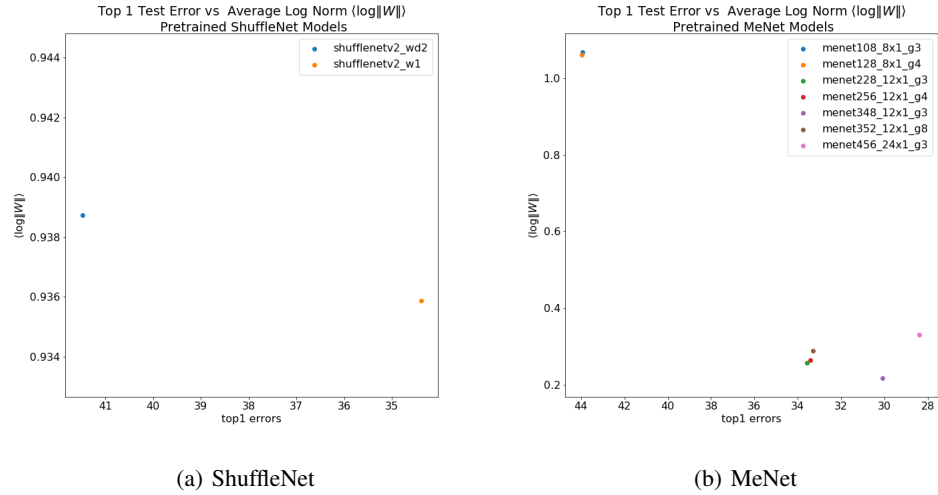 Top 1 Test Error vs Average Log Norm ⟨log‖W‖⟩
Pretrained ShuffleNet Models
shufflenetv2_wd2
shufflenetv2_w1
0.944
0.942
0.940
0.938
0.936
0.934
⟨log‖W‖⟩
41 40 39 38 37 36 35
top1 errors
(a) ShuffleNet
Top 1 Test Error vs Average Log Norm ⟨log‖W‖⟩
Pretrained MeNet Models
menet108_8x1_g3
menet128_8x1_g4
menet228_12x1_g3
menet256_12x1_g4
menet348_12x1_g3
menet352_12x1_g8
menet456_24x1_g3
1.0
0.8
0.6
0.4
0.2
⟨log‖W‖⟩
44 42 40 38 36 34 32 30 28
top1 errors
(b) MeNet